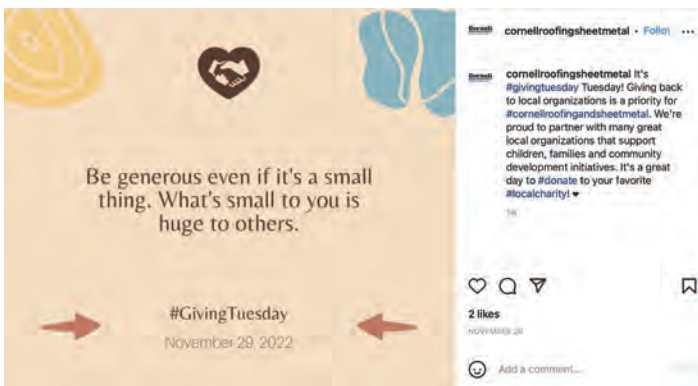 Be generous even if it's a small
thing. What's small to you is
huge to others.
#GivingTuesday
November 29, 2022
cornellroofingsheetmetal • Follow
cornellroofingsheetmetal It's
#givingtuesday Tuesday! Giving back
to local organizations is a priority for
#cornellroofingandsheetmetal. We're
proud to partner with many great
local organizations that support
children, families and community
development initiatives. It's a great
day to #donate to your favorite
#localcharity!
2 likes
NOVEMBER 29
Add a comment...